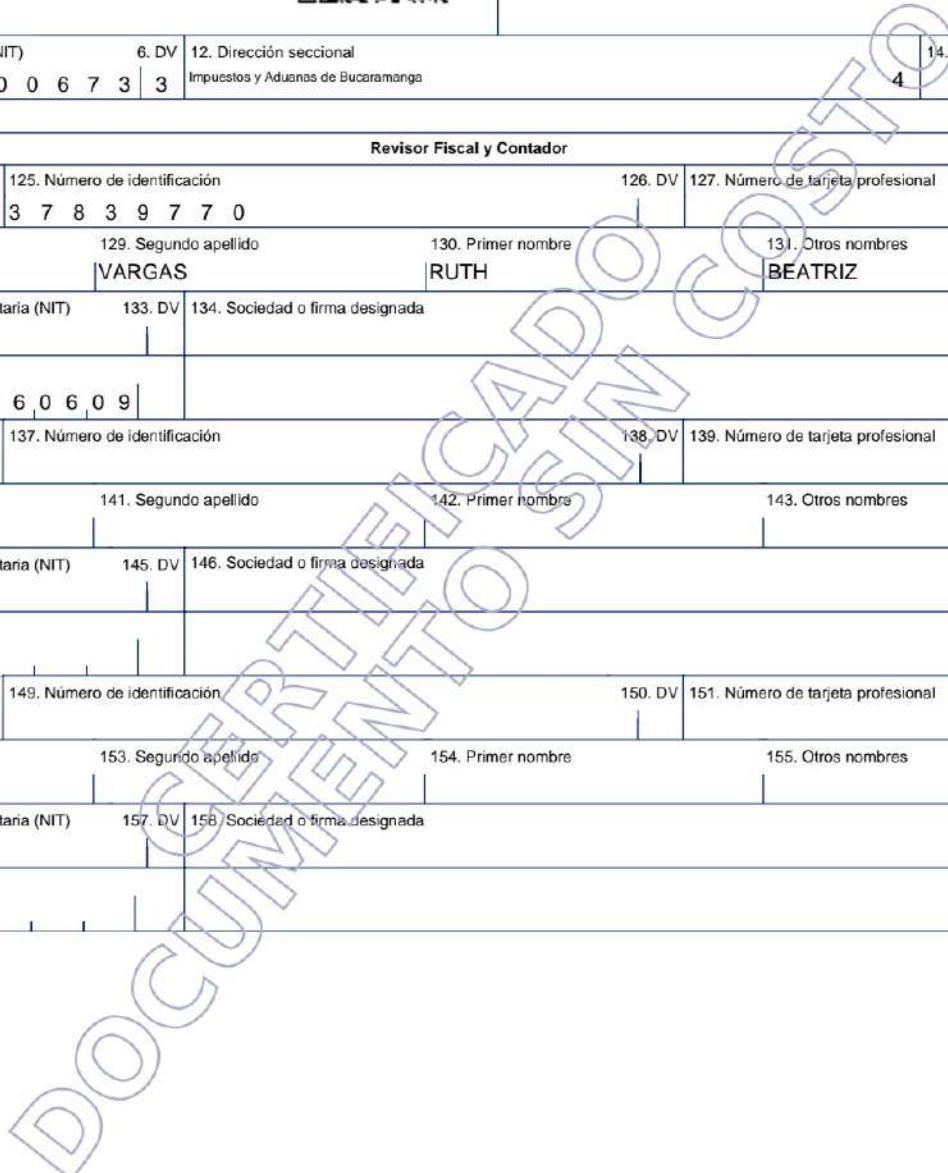 NIT) 6. DV 12. Dirección seccional 14.
0 0 6 7 3 3 Impuestos y Aduanas de Bucaramanga 4
Revisor Fiscal y Contador
125. Número de identificación 126. DV 127. Número de tarjeta profesional
3 7 8 3 9 7 7 0
129. Segundo apellido 130. Primer nombre 131. Otros nombres
VARGAS RUTH BEATRIZ
taria (NIT) 133. DV 134. Sociedad o firma designada
6 0 6 0 9
137. Número de identificación 138. DV 139. Número de tarjeta profesional
141. Segundo apellido 142. Primer nombre 143. Otros nombres
taria (NIT) 145. DV 146. Sociedad o firma designada
149. Número de identificación 150. DV 151. Número de tarjeta profesional
153. Segundo apellido 154. Primer nombre 155. Otros nombres
taria (NIT) 157. DV 158. Sociedad o firma designada
CERTIFICADO
DOCUMENTO SIN COSTO